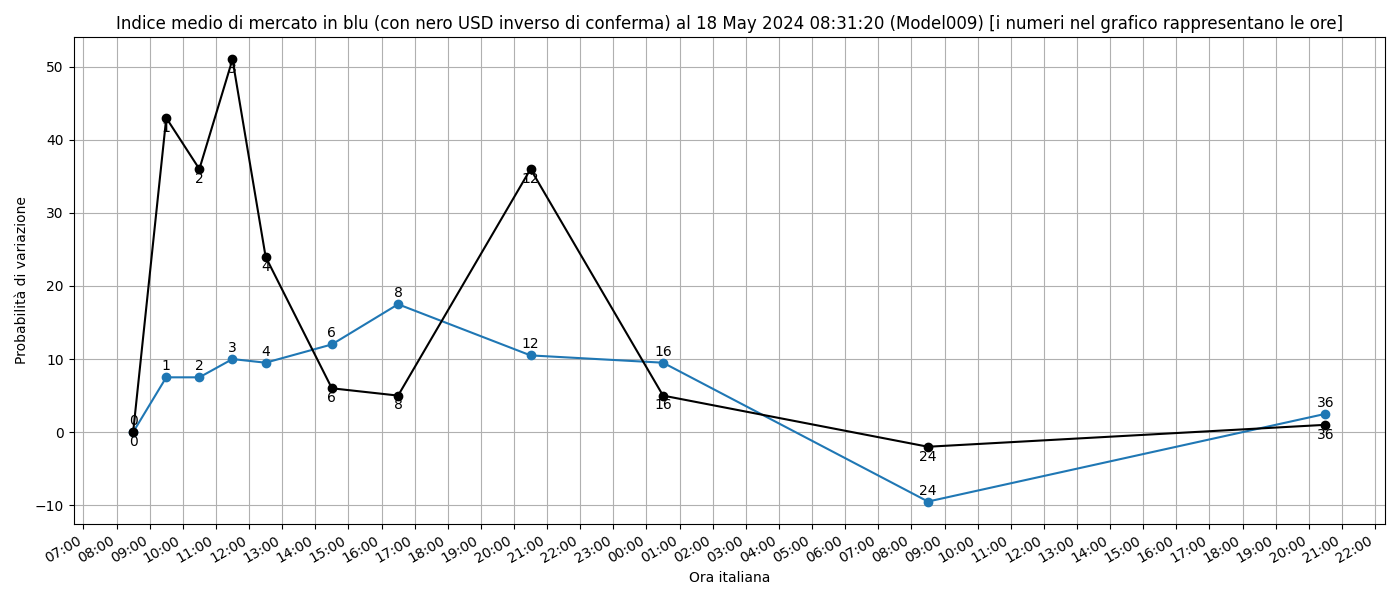 Indice medio di mercato in blu (con nero USD inverso di conferma) al 18 May 2024 08:31:20 (Model009) [i numeri nel grafico rappresentano le ore]
Probabilità di variazione
50
40
30
20
10
0
−10
0 1 2 3 4 6 8 12 16 24 36
0 1 2 3 4 6 8 12 16 24 36
07:00 08:00 09:00 10:00 11:00 12:00 13:00 14:00 15:00 16:00 17:00 18:00 19:00 20:00 21:00 22:00 23:00 00:00 01:00 02:00 03:00 04:00 05:00 06:00 07:00 08:00 09:00 10:00 11:00 12:00 13:00 14:00 15:00 16:00 17:00 18:00 19:00 20:00 21:00 22:00
Ora italiana